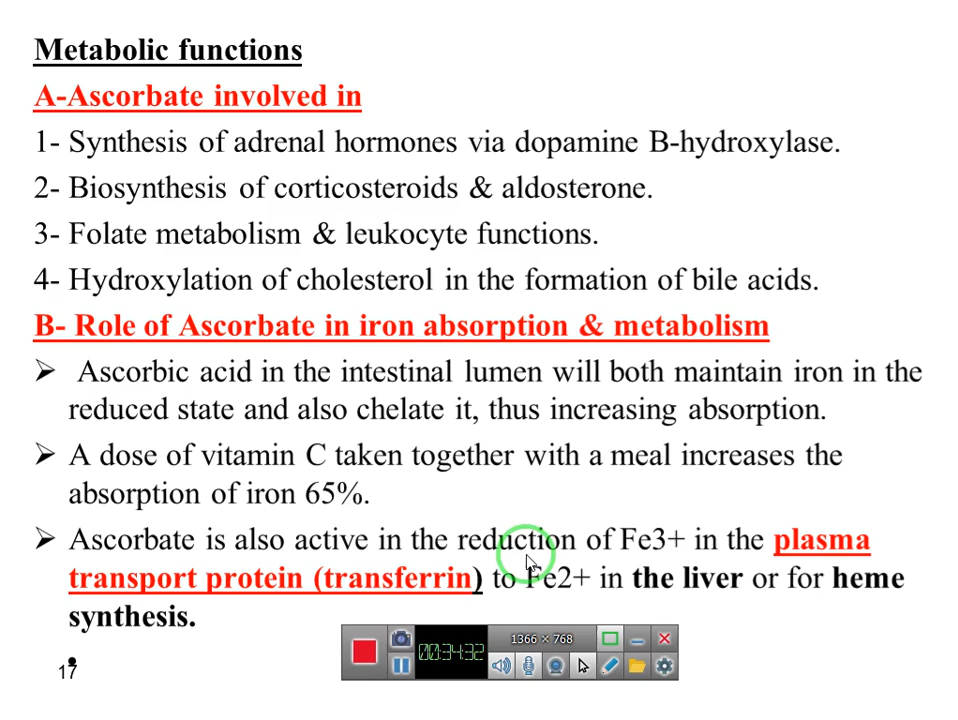 Metabolic functions
A-Ascorbate involved in
1- Synthesis of adrenal hormones via dopamine B-hydroxylase.
2- Biosynthesis of corticosteroids & aldosterone.
3- Folate metabolism & leukocyte functions.
4- Hydroxylation of cholesterol in the formation of bile acids.
B- Role of Ascorbate in iron absorption & metabolism
➢ Ascorbic acid in the intestinal lumen will both maintain iron in the
reduced state and also chelate it, thus increasing absorption.
➢ A dose of vitamin C taken together with a meal increases the
absorption of iron 65%.
➢ Ascorbate is also active in the reduction of Fe3+ in the plasma
transport protein (transferrin) to Fe2+ in the liver or for heme
synthesis.
•
17
00:34:32
1366 × 768